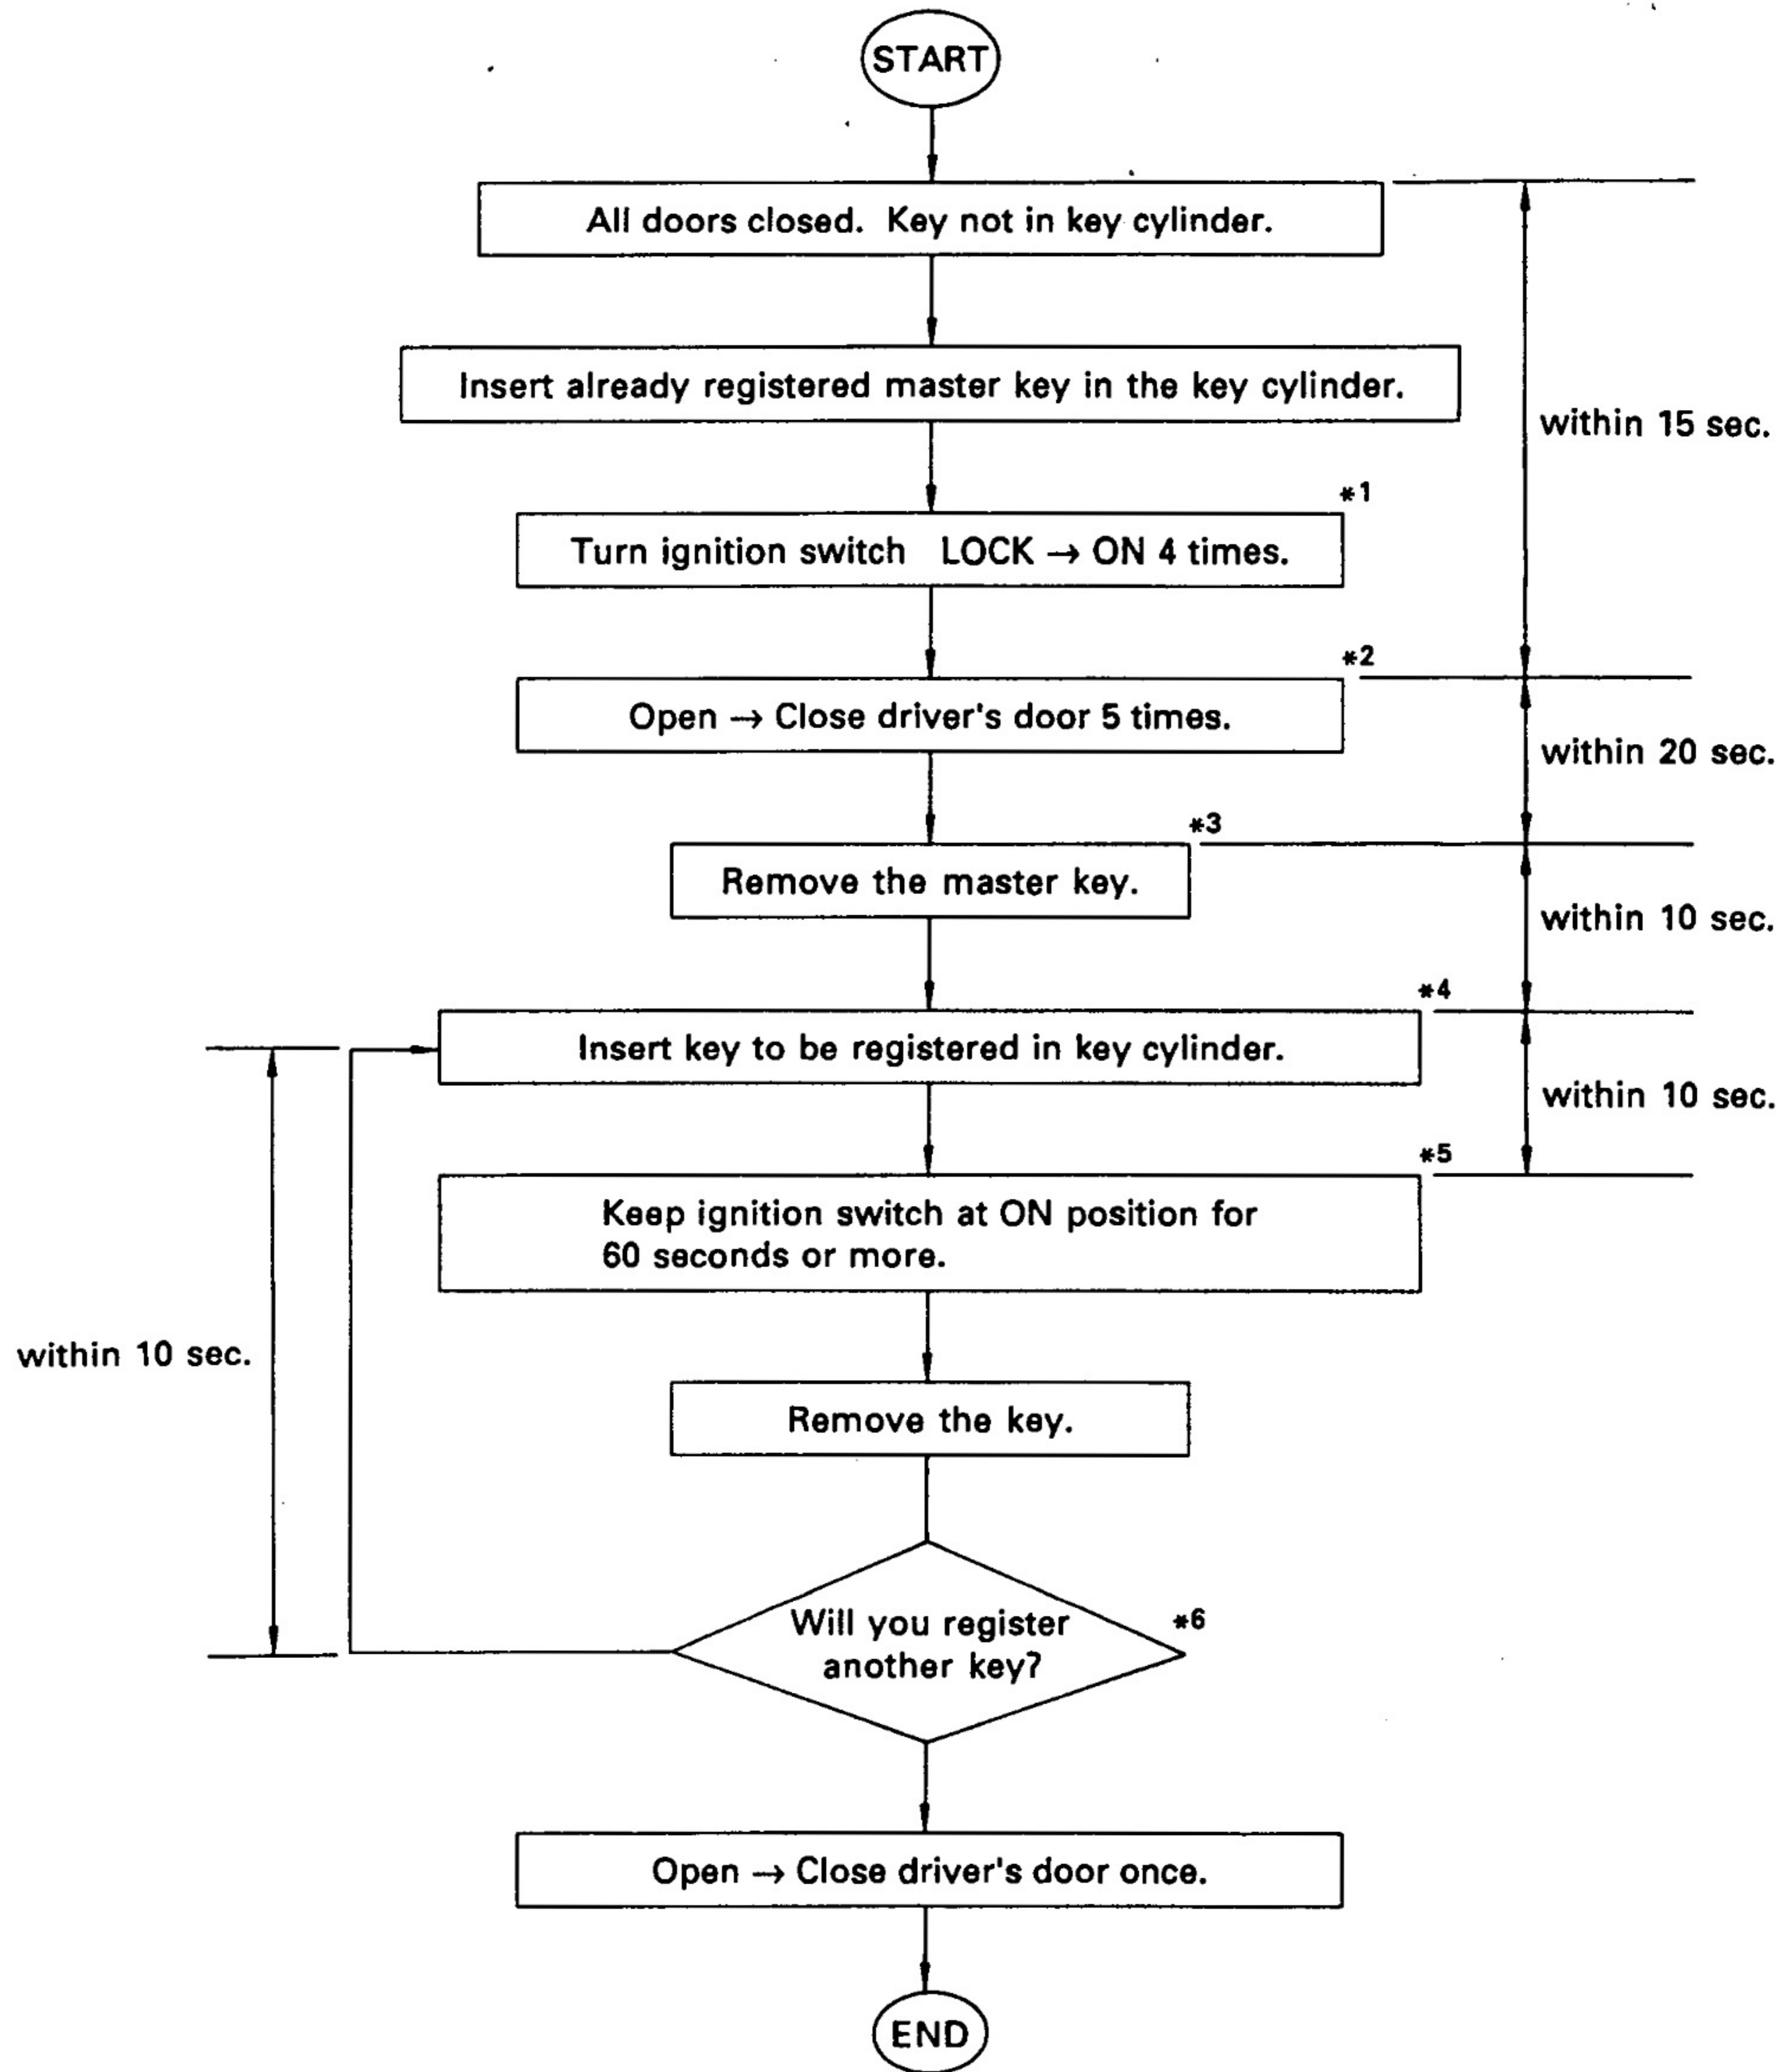 START
All doors closed. Key not in key cylinder.
Insert already registered master key in the key cylinder.
within 15 sec.
*1
Turn ignition switch LOCK → ON 4 times.
*2
Open → Close driver's door 5 times.
within 20 sec.
*3
Remove the master key.
within 10 sec.
*4
Insert key to be registered in key cylinder.
within 10 sec.
*5
Keep ignition switch at ON position for
60 seconds or more.
within 10 sec.
Remove the key.
Will you register
another key?
*6
Open → Close driver's door once.
END